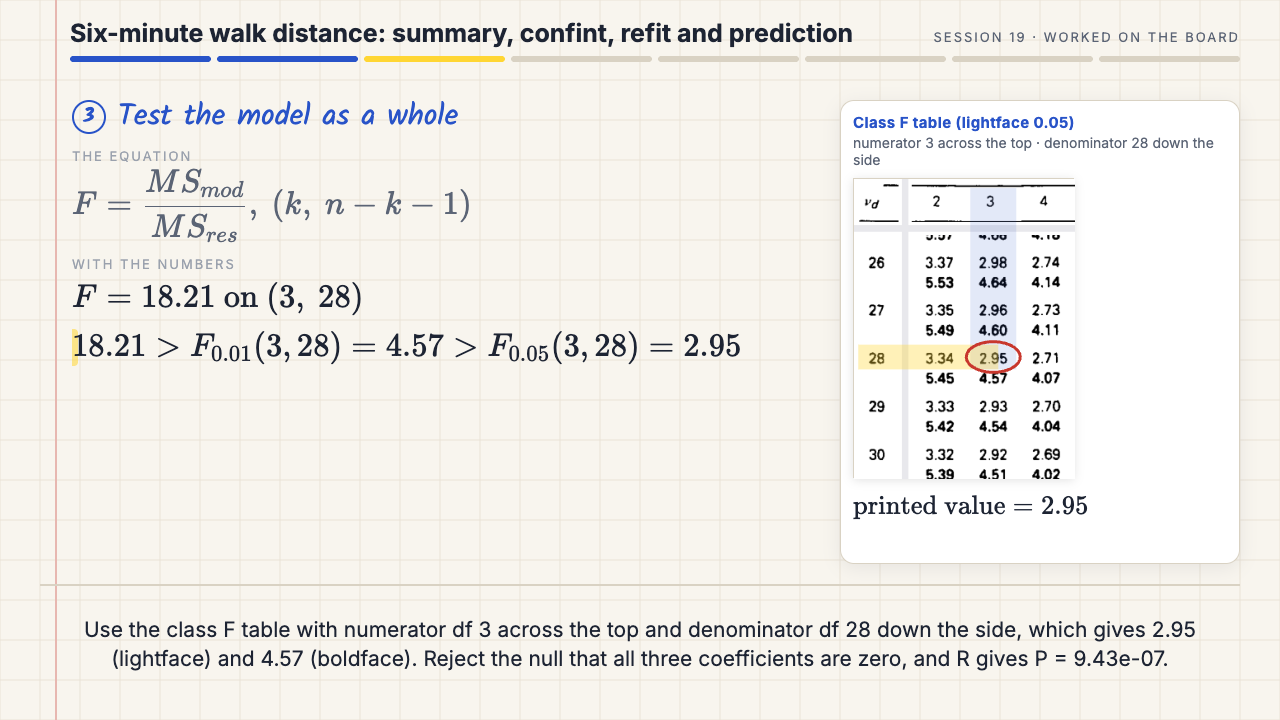 Six-minute walk distance: summary, confint, refit and prediction
SESSION 19 · WORKED ON THE BOARD
3 Test the model as a whole
THE EQUATION
F = MS_mod / MS_res, (k, n − k − 1)
WITH THE NUMBERS
F = 18.21 on (3, 28)
18.21 > F_0.01(3, 28) = 4.57 > F_0.05(3, 28) = 2.95
Class F table (lightface 0.05)
numerator 3 across the top · denominator 28 down the
side
ν_d 2 3 4
26 3.37 2.98 2.74
5.53 4.64 4.14
27 3.35 2.96 2.73
5.49 4.60 4.11
28 3.34 2.95 2.71
5.45 4.57 4.07
29 3.33 2.93 2.70
5.42 4.54 4.04
30 3.32 2.92 2.69
5.39 4.51 4.02
printed value = 2.95
Use the class F table with numerator df 3 across the top and denominator df 28 down the side, which gives 2.95
(lightface) and 4.57 (boldface). Reject the null that all three coefficients are zero, and R gives P = 9.43e-07.